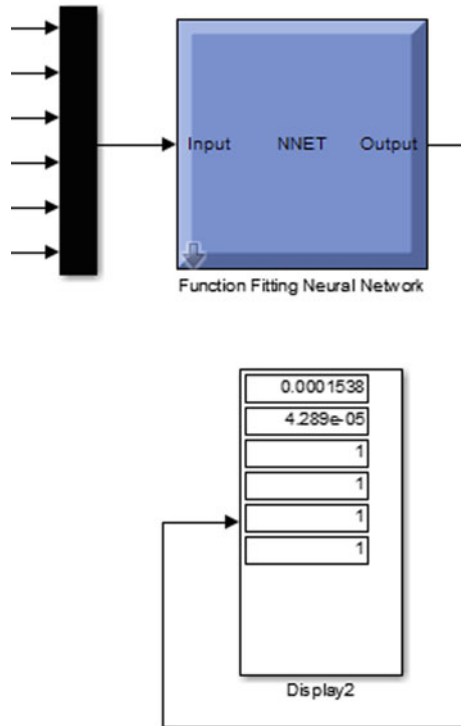 Input NNET Output
Function Fitting Neural Network
0.0001538
4.289e-05
1
1
1
1
Display2